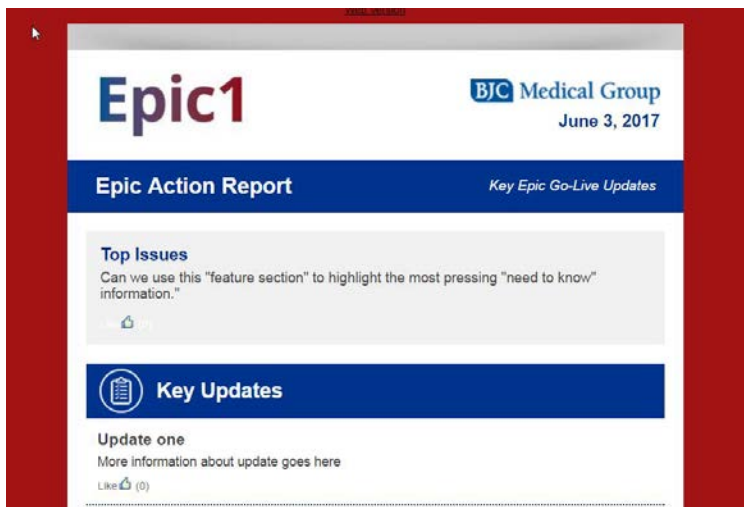 Epic1
BJC Medical Group
June 3, 2017
Epic Action Report
Key Epic Go-Live Updates
Top Issues
Can we use this "feature section" to highlight the most pressing "need to know"
information."
Like (0)
Key Updates
Update one
More information about update goes here
Like (0)